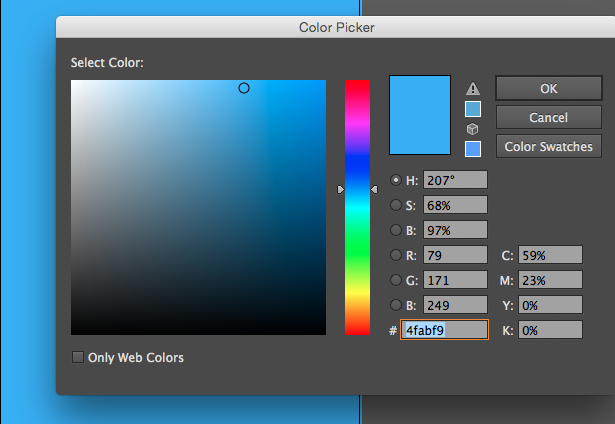 Color Picker
Select Color:
OK
Cancel
Color Swatches
H: 207°
S: 68%
B: 97%
R: 79 C: 59%
G: 171 M: 23%
B: 249 Y: 0%
# 4fabf9 K: 0%
Only Web Colors